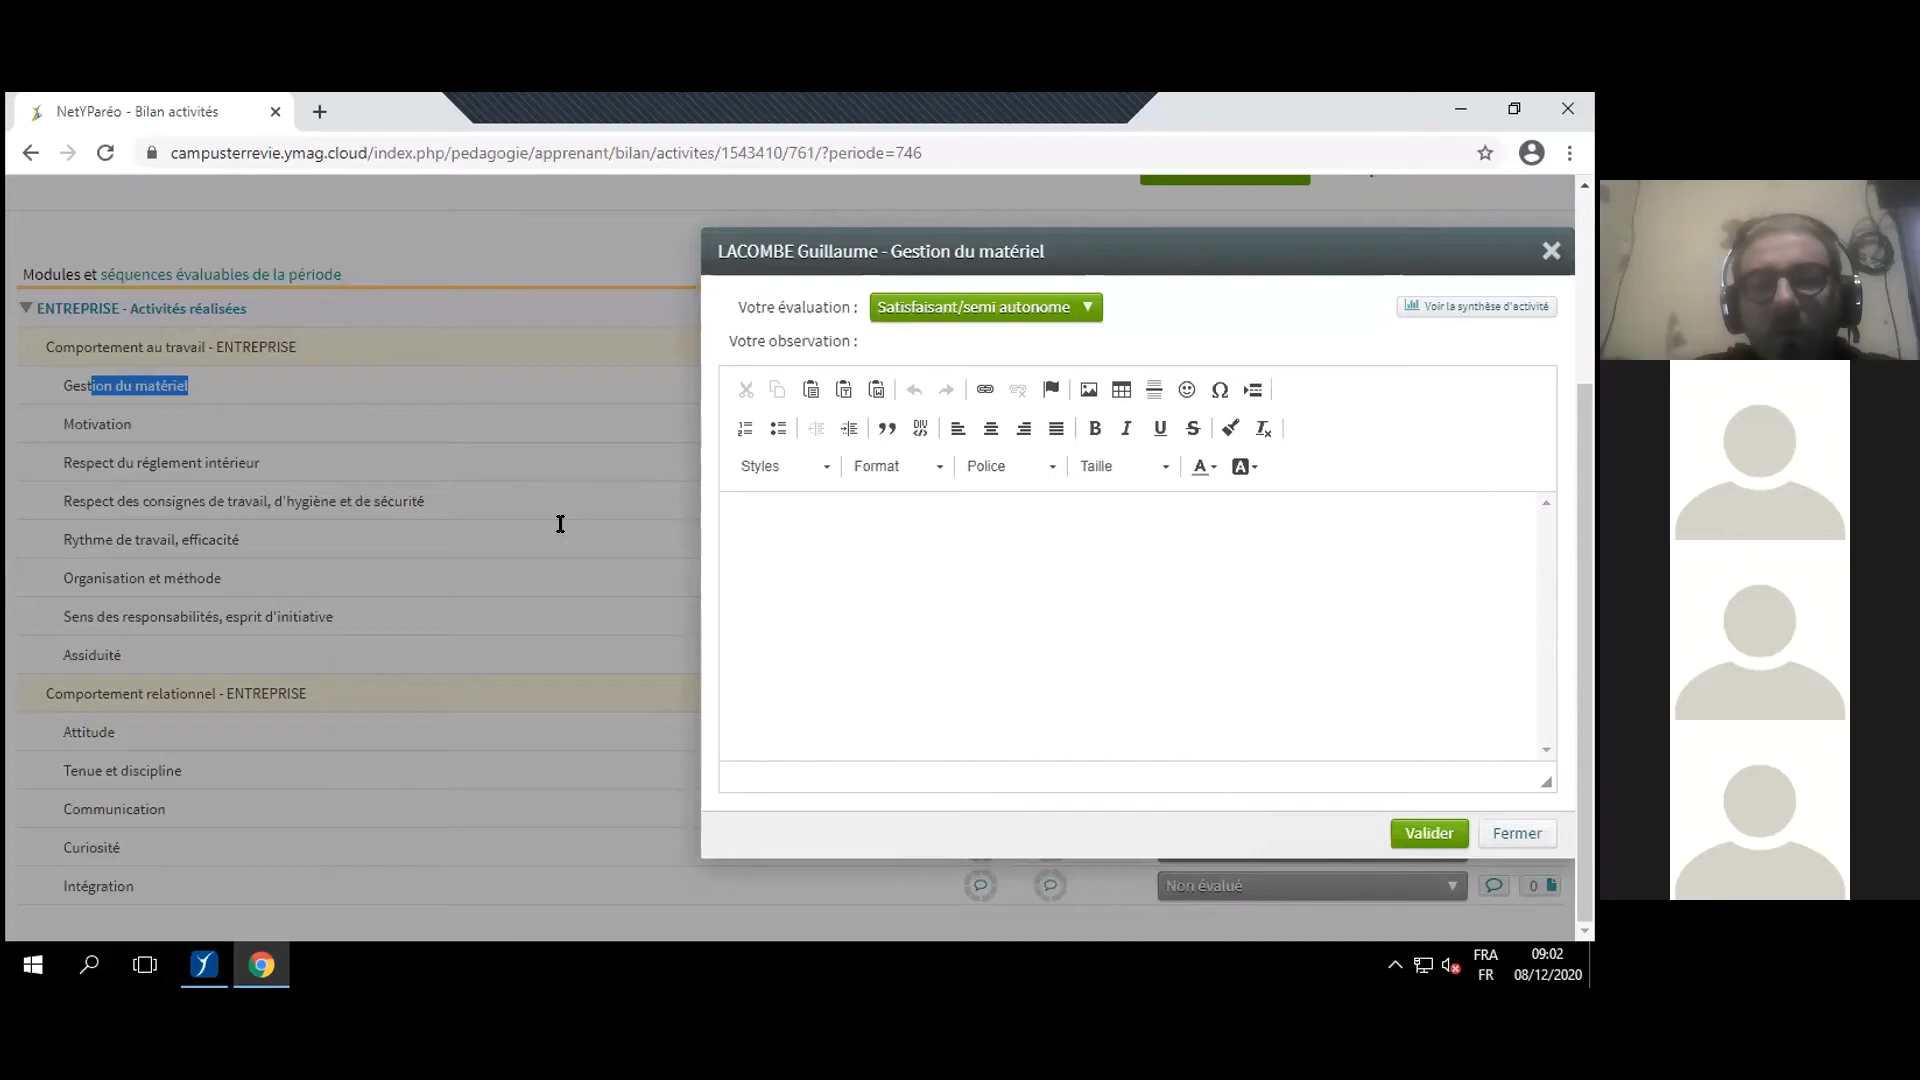 NetYParéo - Bilan activités
campusterrevie.ymag.cloud/index.php/pedagogie/apprenant/bilan/activites/1543410/761/?periode=746
LACOMBE Guillaume - Gestion du matériel
Modules et séquences évaluables de la période
Votre évaluation : Satisfaisant/semi autonome Voir la synthèse d'activité
ENTREPRISE - Activités réalisées
Votre observation :
Comportement au travail - ENTREPRISE
Gestion du matériel
Motivation
Respect du réglement intérieur
Styles Format Police Taille
Respect des consignes de travail, d'hygiène et de sécurité
Rythme de travail, efficacité
Organisation et méthode
Sens des responsabilités, esprit d'initiative
Assiduité
Comportement relationnel - ENTREPRISE
Attitude
Tenue et discipline
Communication
Valider Fermer
Curiosité
Intégration Non évalué 0
FRA 09:02
FR 08/12/2020